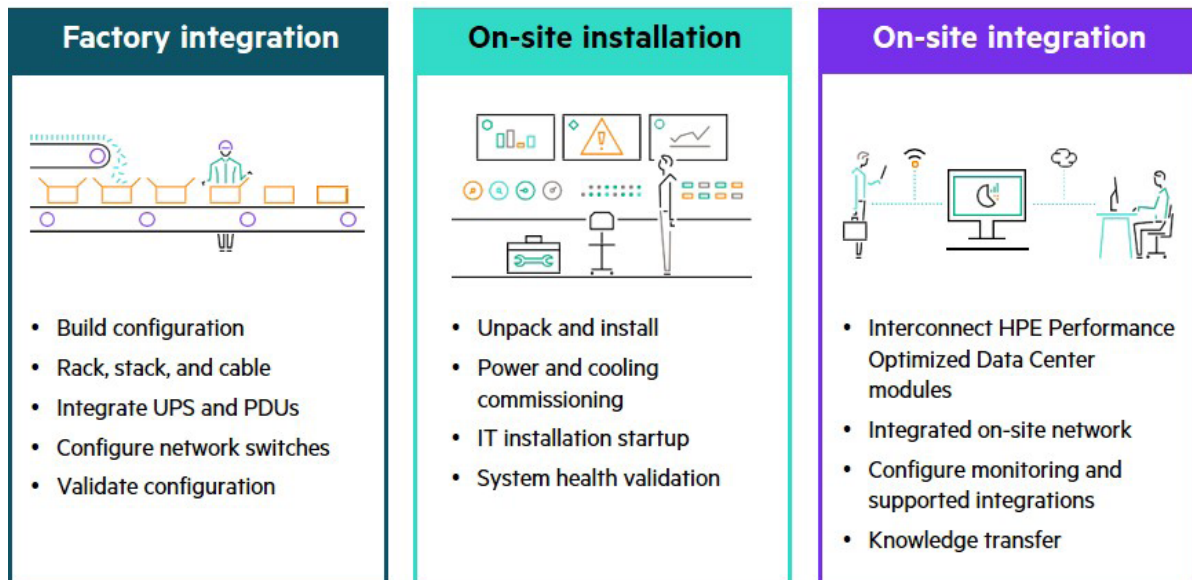 Factory integration
• Build configuration
• Rack, stack, and cable
• Integrate UPS and PDUs
• Configure network switches
• Validate configuration
On-site installation
• Unpack and install
• Power and cooling
commissioning
• IT installation startup
• System health validation
On-site integration
• Interconnect HPE Performance
Optimized Data Center
modules
• Integrated on-site network
• Configure monitoring and
supported integrations
• Knowledge transfer